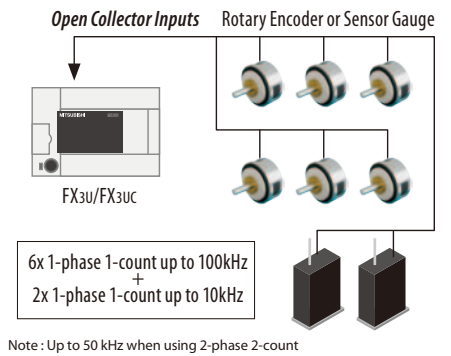 Open Collector Inputs Rotary Encoder or Sensor Gauge
MITSUBISHI
FX3U/FX3UC
6x 1-phase 1-count up to 100kHz
+
2x 1-phase 1-count up to 10kHz
Note : Up to 50 kHz when using 2-phase 2-count